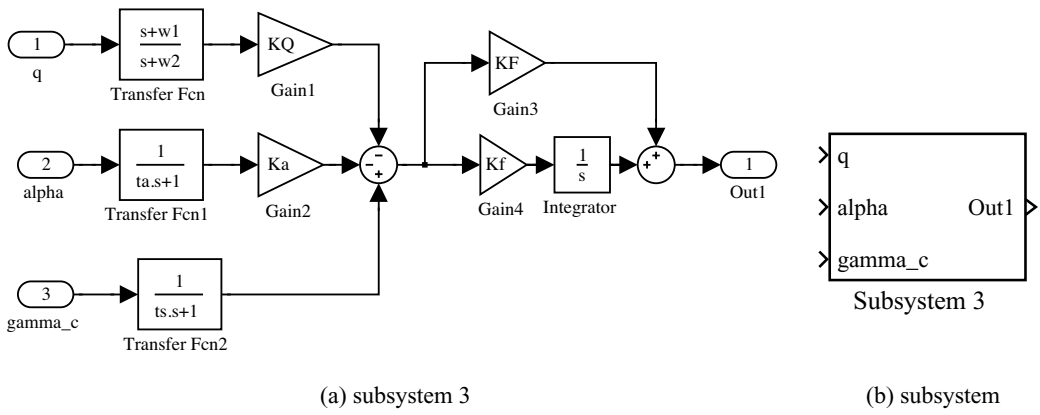 1
q
s+w1
s+w2
Transfer Fcn
KQ
Gain1
−
KF
Gain3
2
alpha
1
ta.s+1
Transfer Fcn1
Ka
Gain2
−
+
Kf
Gain4
1
s
Integrator
+
+
1
Out1
3
gamma_c
1
ts.s+1
Transfer Fcn2
q
alpha
Out1
gamma_c
Subsystem 3
(a) subsystem 3
(b) subsystem